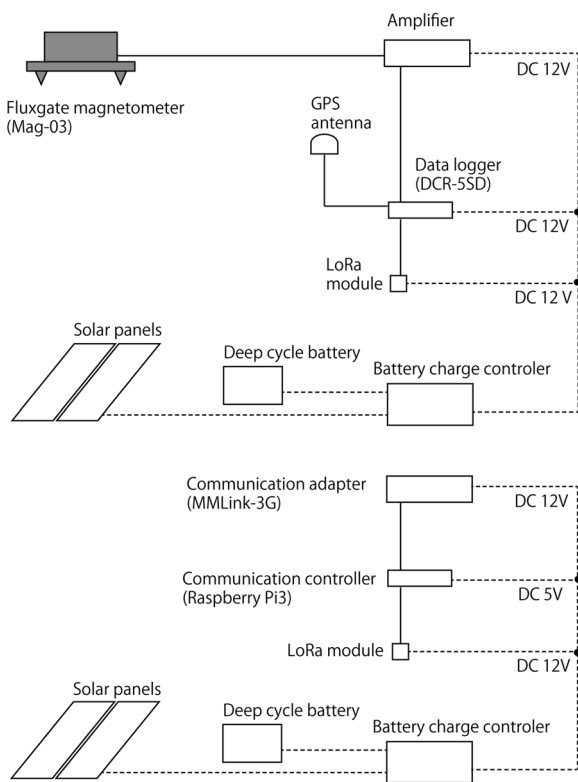 Amplifier
DC 12V
Fluxgate magnetometer
(Mag-03)
GPS
antenna
Data logger
(DCR-5SD)
DC 12V
LoRa
module
DC 12 V
Solar panels
Deep cycle battery
Battery charge controler
Communication adapter
(MMLink-3G)
DC 12V
Communication controller
(Raspberry Pi3)
DC 5V
LoRa module
DC 12V
Solar panels
Deep cycle battery
Battery charge controler